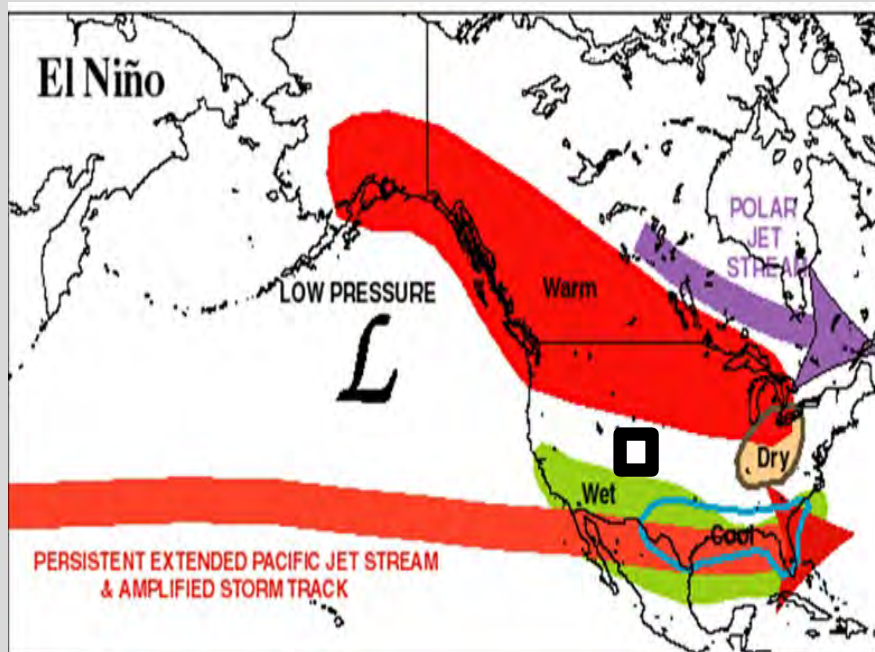 El Niño
POLAR
JET
STREAM
LOW PRESSURE
Warm
L
Dry
Wet
Cool
PERSISTENT EXTENDED PACIFIC JET STREAM
& AMPLIFIED STORM TRACK